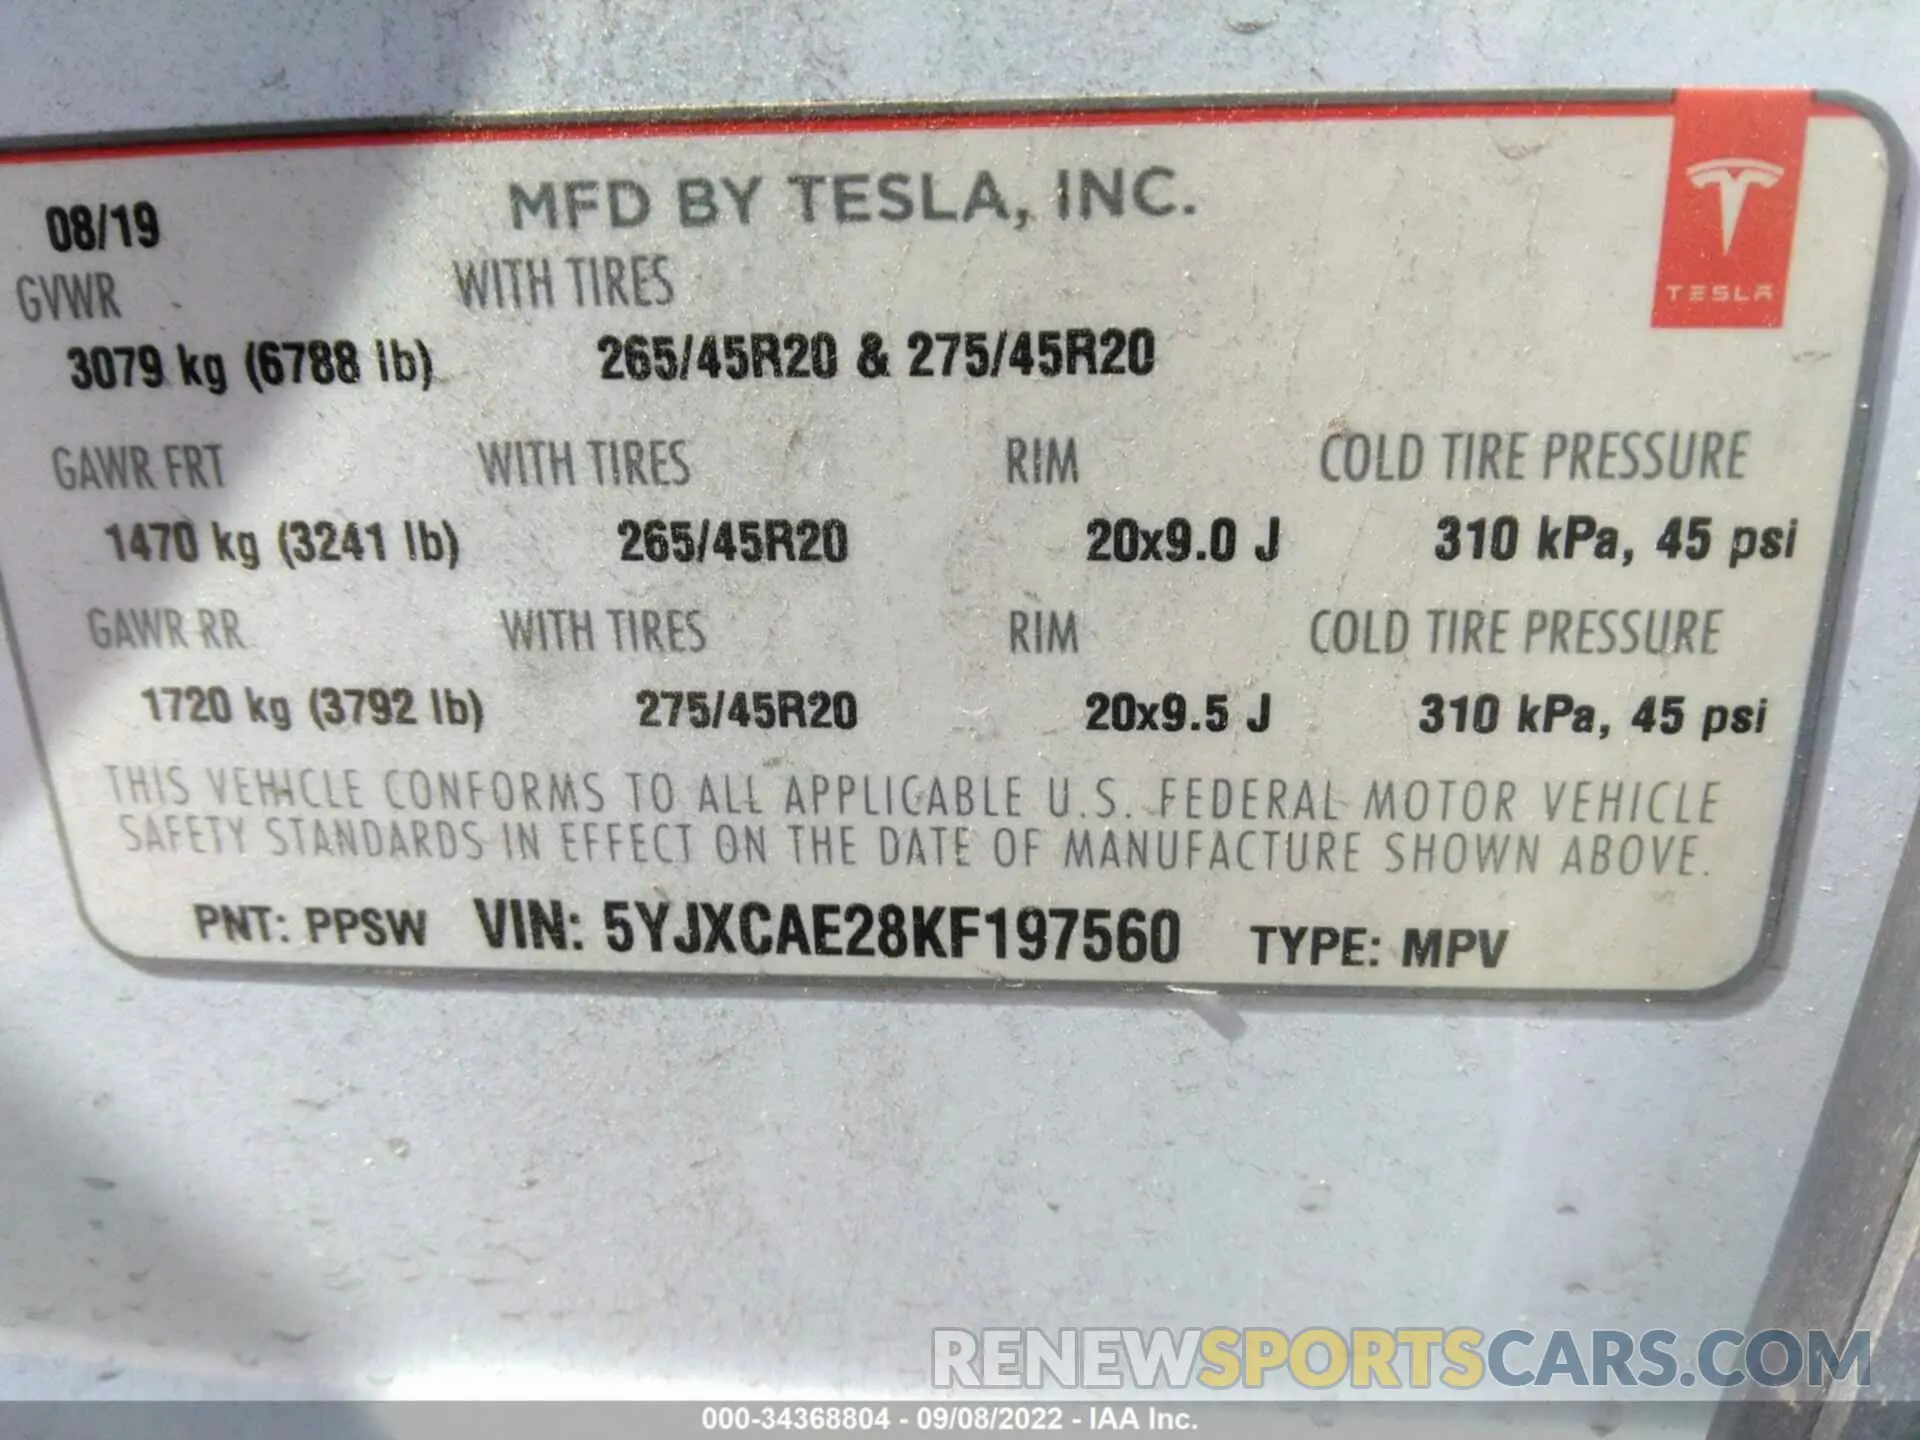 08/19 MFD BY TESLA, INC.
TESLA
GVWR WITH TIRES
3079 kg (6788 lb) 265/45R20 & 275/45R20
GAWR FRT WITH TIRES RIM COLD TIRE PRESSURE
1470 kg (3241 lb) 265/45R20 20x9.0 J 310 kPa, 45 psi
GAWR RR WITH TIRES RIM COLD TIRE PRESSURE
1720 kg (3792 lb) 275/45R20 20x9.5 J 310 kPa, 45 psi
THIS VEHICLE CONFORMS TO ALL APPLICABLE U.S. FEDERAL MOTOR VEHICLE
SAFETY STANDARDS IN EFFECT ON THE DATE OF MANUFACTURE SHOWN ABOVE.
PNT: PPSW VIN: 5YJXCAE28KF197560 TYPE: MPV
RENEWSPORTSCARS.COM
000-34368804 - 09/08/2022 - IAA Inc.